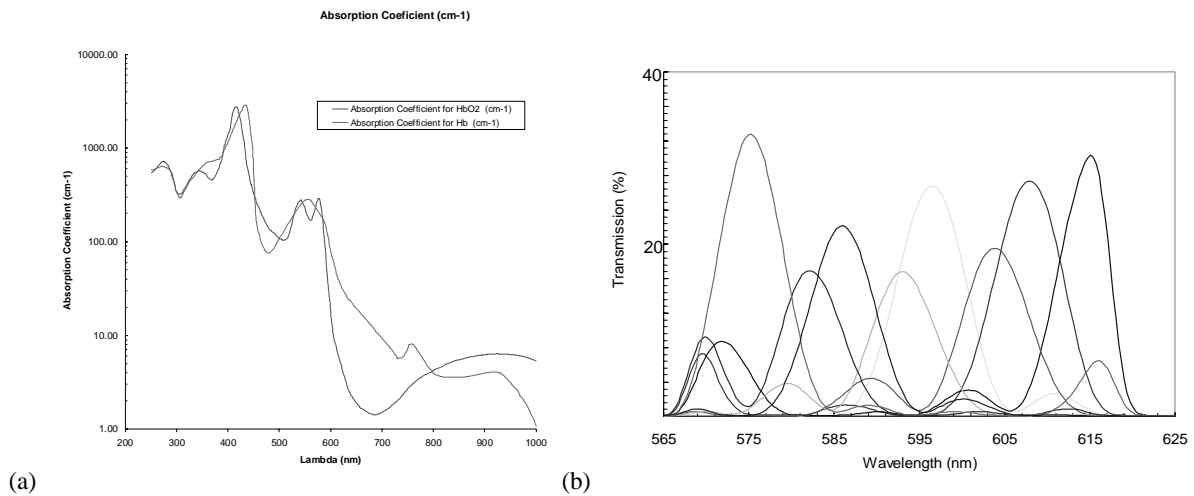 Absorption Coeficient (cm-1)
10000.00
1000.00
100.00
10.00
1.00
Absorption Coefficient (cm-1)
Absorption Coefficient for HbO2 (cm-1)
Absorption Coefficient for Hb (cm-1)
200 300 400 500 600 700 800 900 1000
Lambda (nm)
(a)
40
20
Transmission (%)
565 575 585 595 605 615 625
Wavelength (nm)
(b)